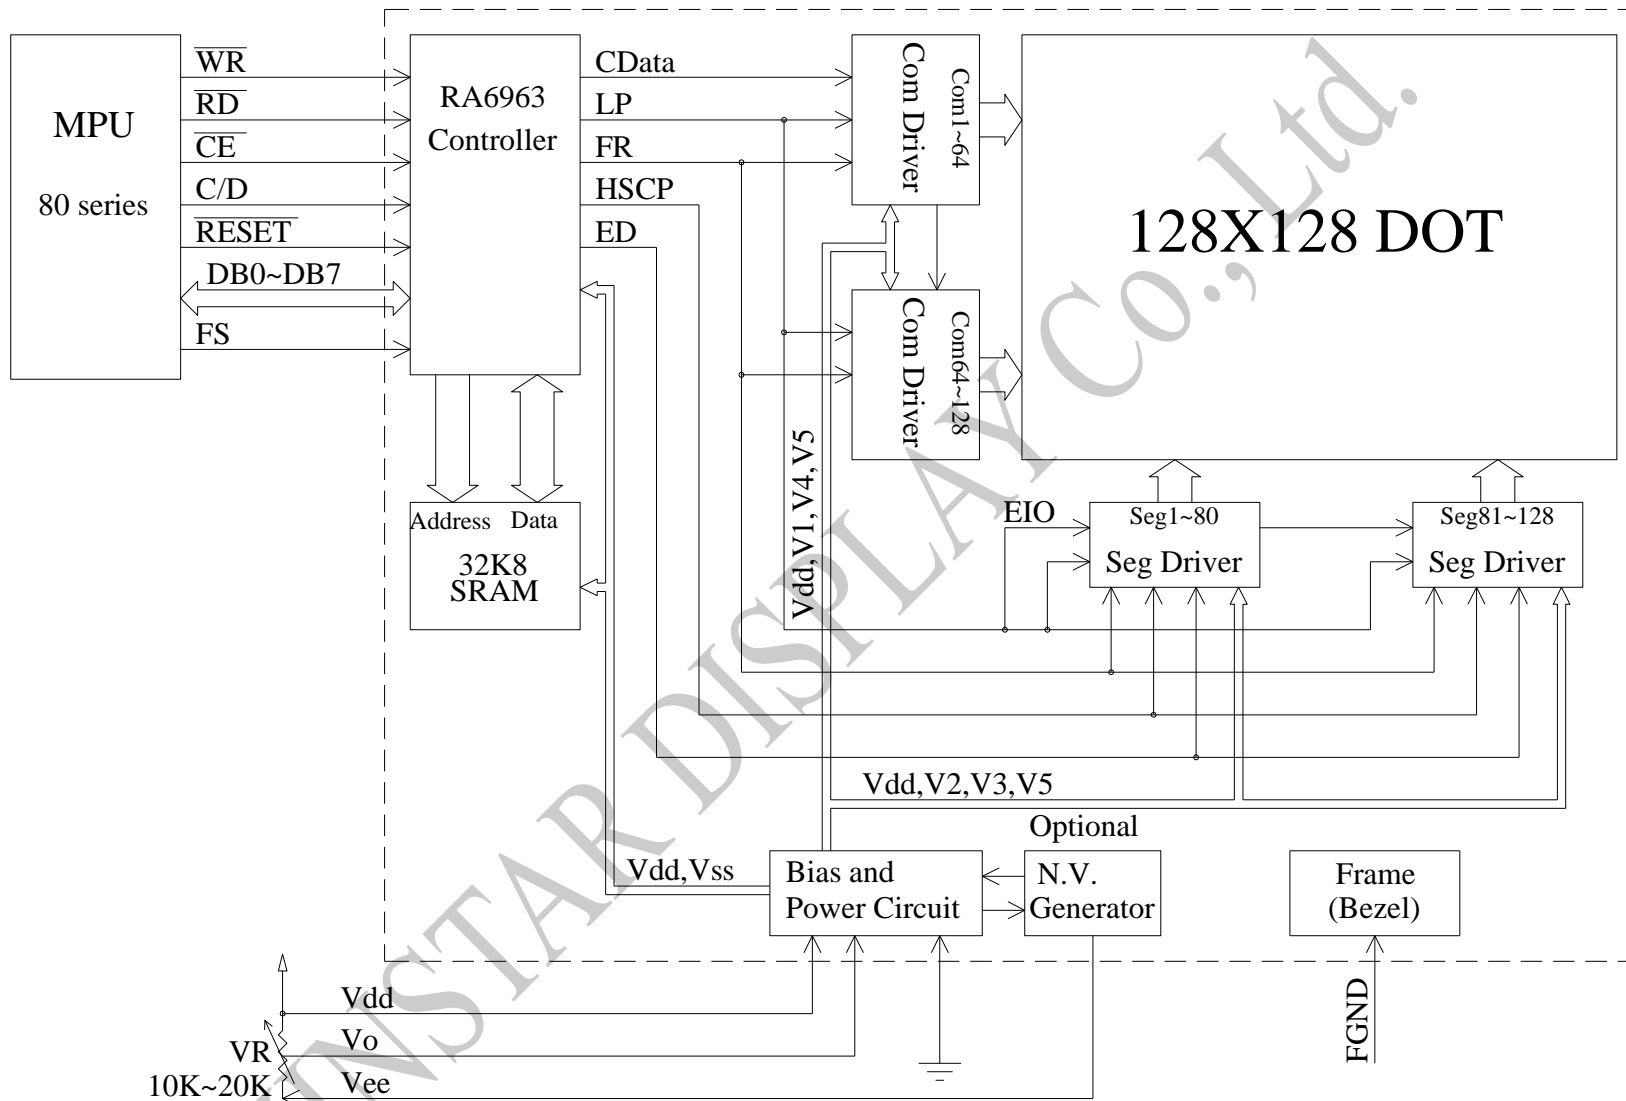 MPU
80 series
WR
RD
CE
C/D
RESET
DB0~DB7
FS
RA6963
Controller
CData
LP
FR
HSCP
ED
Com Driver
Com1~64
Com Driver
Com64~128
128X128 DOT
Address Data
32K8
SRAM
Vdd,V1,V4,V5
EIO
Seg1~80
Seg Driver
Seg81~128
Seg Driver
Vdd,V2,V3,V5
Optional
Vdd,Vss
Bias and
Power Circuit
N.V.
Generator
Frame
(Bezel)
FGND
Vdd
Vo
Vee
VR
10K~20K
INSTAR DISPLAY Co., Ltd.